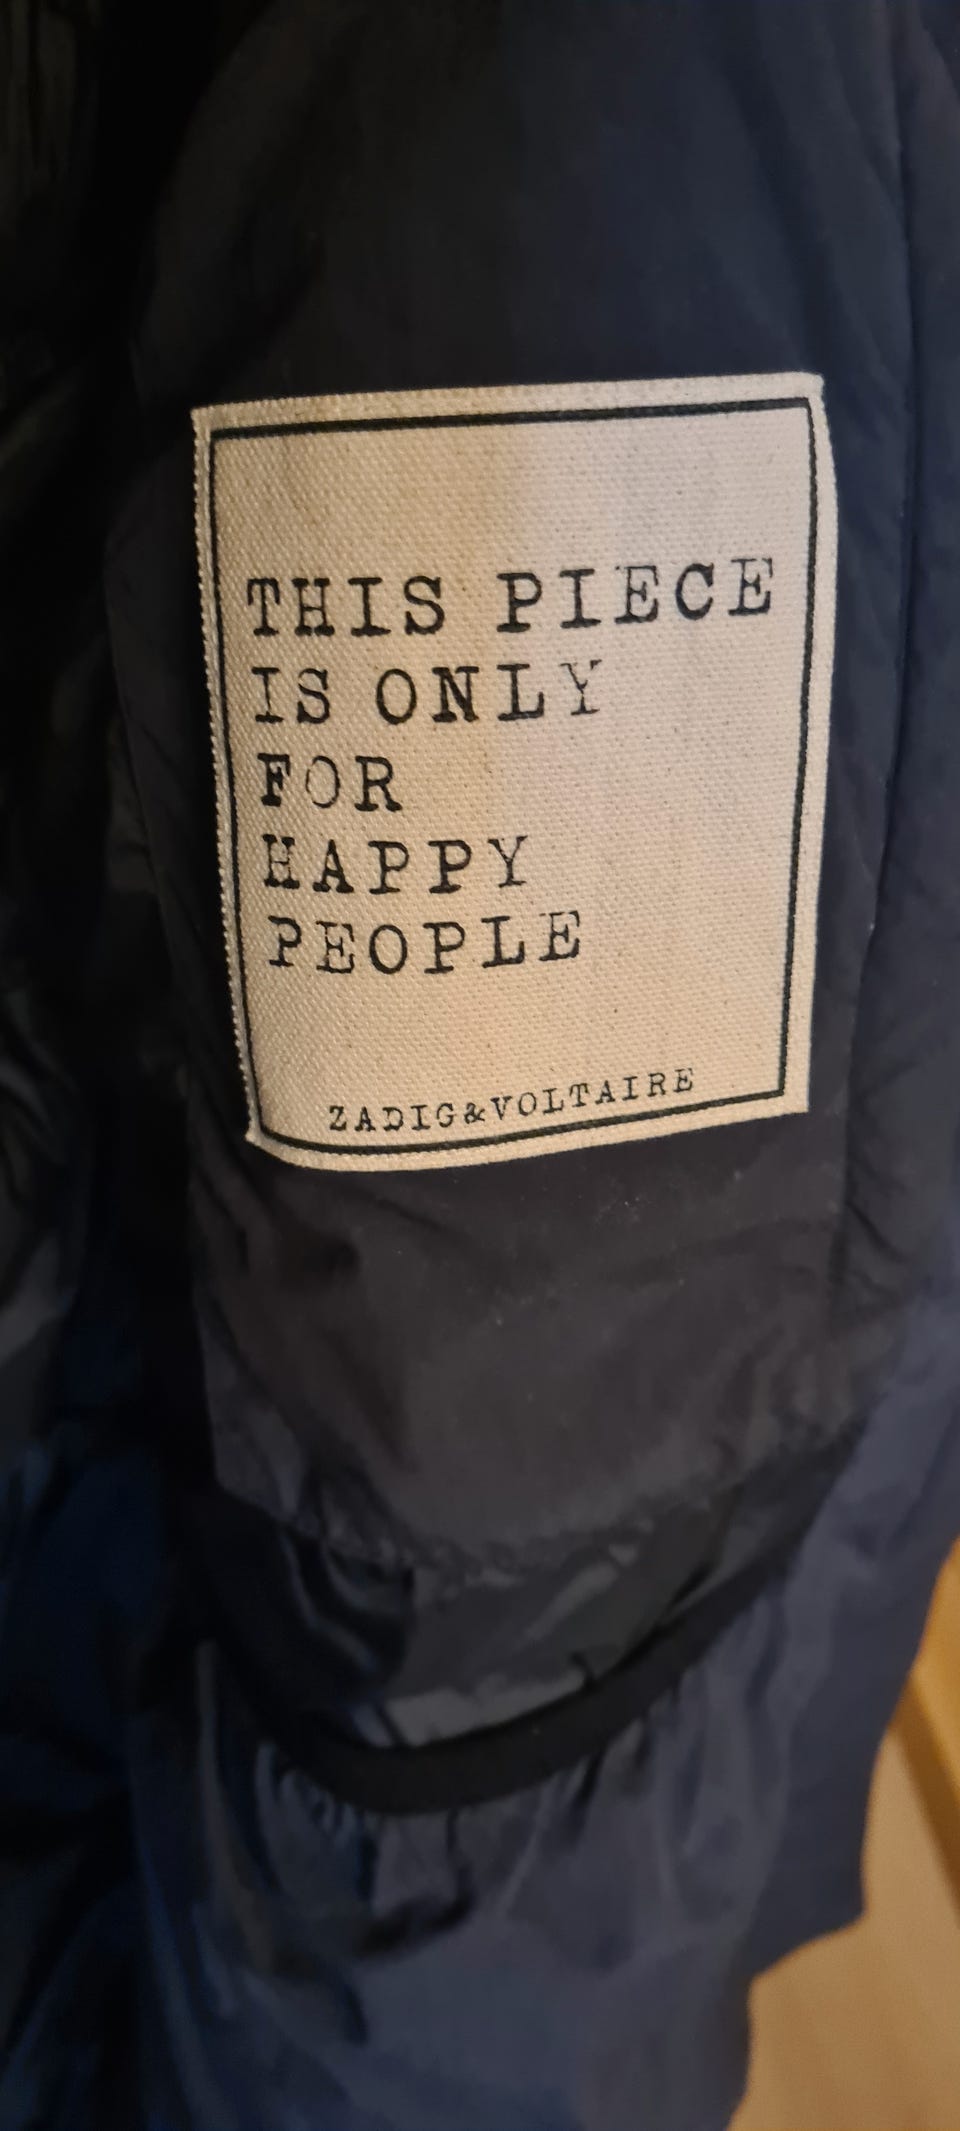 THIS PIECE
IS ONLY
FOR
HAPPY
PEOPLE
ZADIG&VOLTAIRE